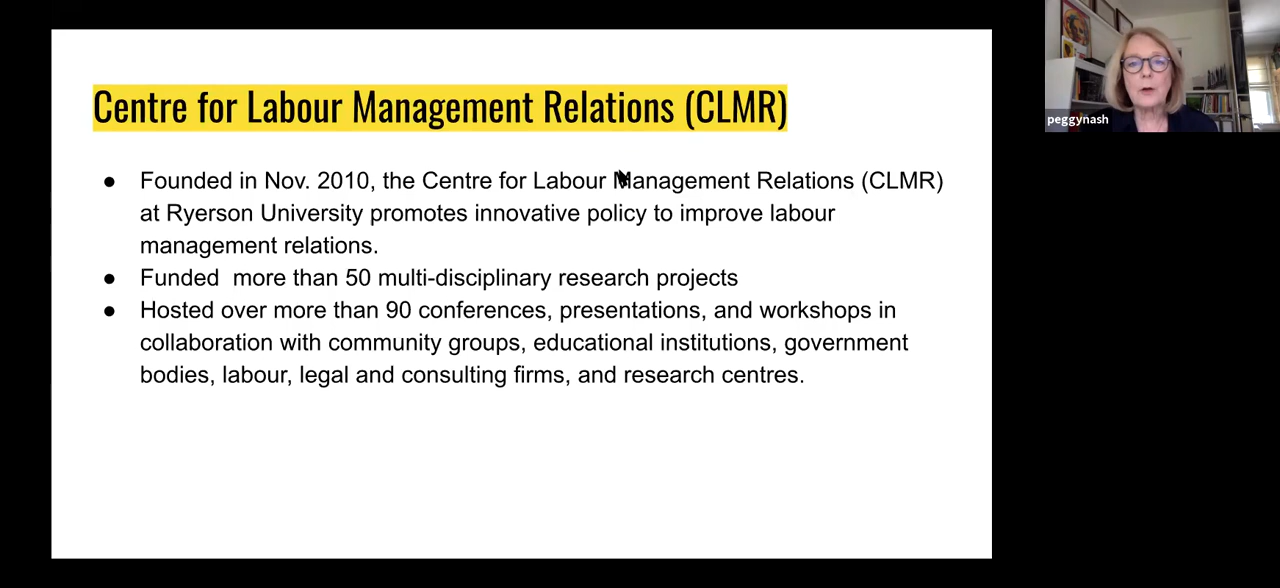 Centre for Labour Management Relations (CLMR)
● Founded in Nov. 2010, the Centre for Labour Management Relations (CLMR)
at Ryerson University promotes innovative policy to improve labour
management relations.
● Funded  more than 50 multi-disciplinary research projects
● Hosted over more than 90 conferences, presentations, and workshops in
collaboration with community groups, educational institutions, government
bodies, labour, legal and consulting firms, and research centres.
peggynash